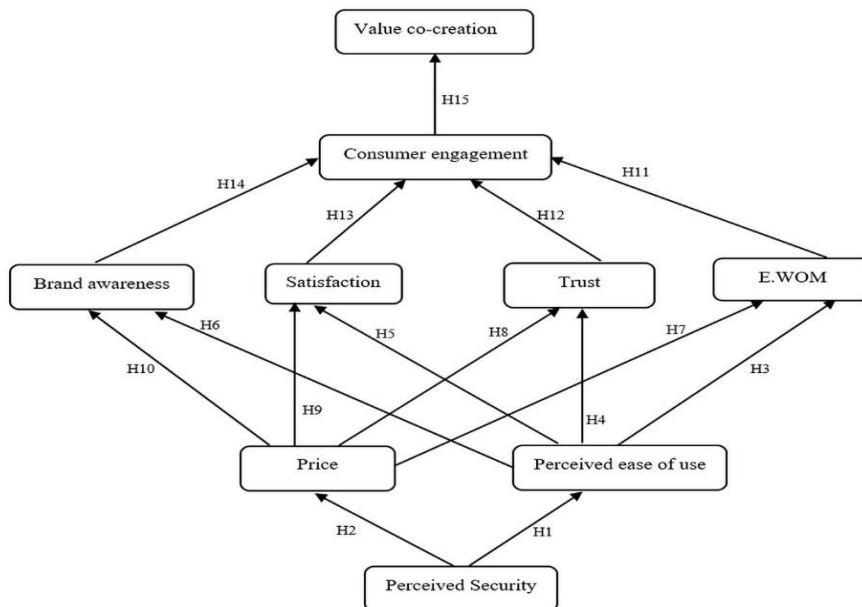 Value co-creation
H15
Consumer engagement
H14
H13
H12
H11
Brand awareness
Satisfaction
Trust
E.WOM
H6
H5
H8
H7
H10
H9
H4
H3
Price
Perceived ease of use
H2
H1
Perceived Security